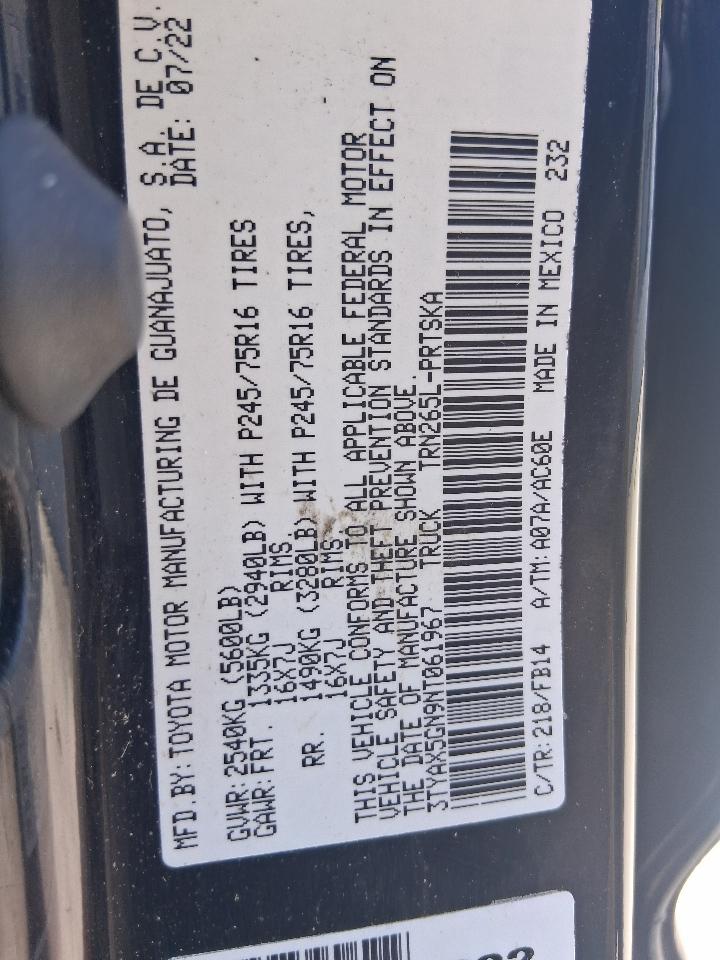 MFD.BY:TOYOTA MOTOR MANUFACTURING DE GUANAJUATO, S.A. DE C.V.
DATE: 07/22
GVWR:2540KG (5600LB)
GAWR:FRT. 1335KG (2940LB) WITH P245/75R16 TIRES
16X7J RIMS.
RR. 1490KG (3280LB) WITH P245/75R16 TIRES,
16X7J RIMS.
THIS VEHICLE CONFORMS TO ALL APPLICABLE FEDERAL MOTOR
VEHICLE SAFETY AND THEFT PREVENTION STANDARDS IN EFFECT ON
THE DATE OF MANUFACTURE SHOWN ABOVE.
3TYAX5GN9NT061967 TRUCK TRN265L-PRTSKA
C/TR:218/FB14 A/TM:A07A/AC60E MADE IN MEXICO 232